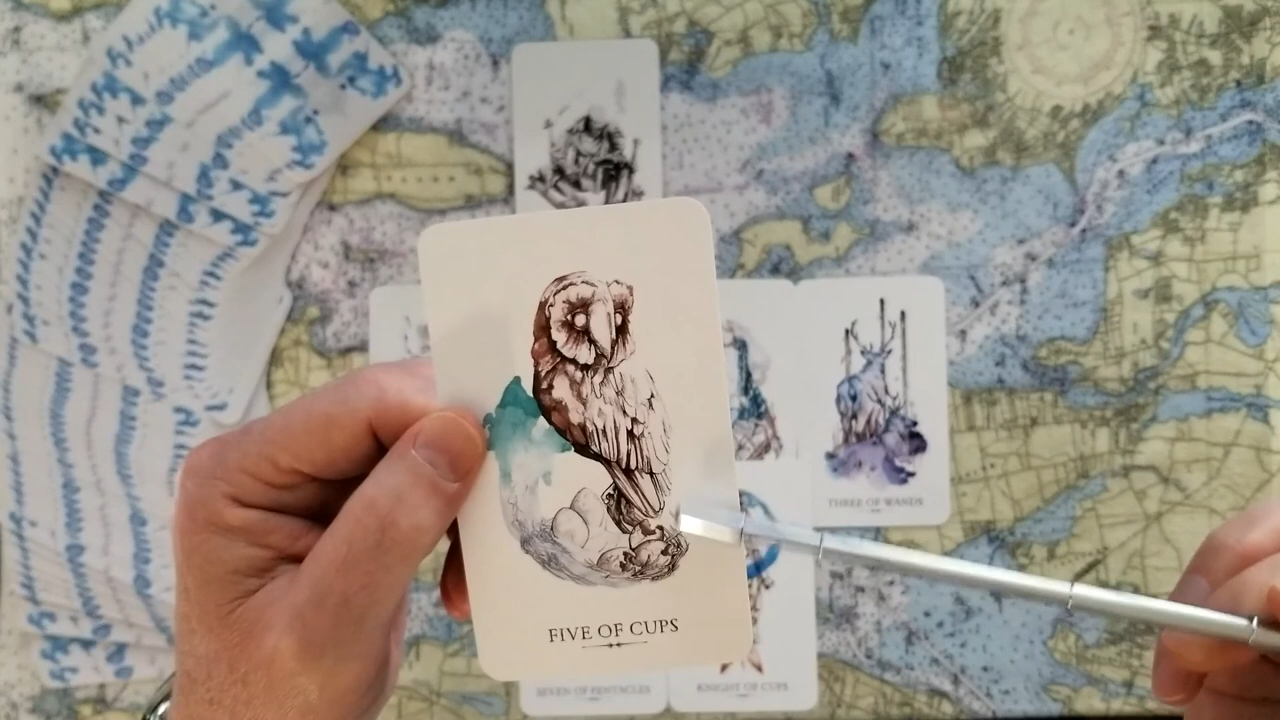 FIVE OF CUPS
THREE OF WANDS
SEVEN OF PENTACLES
KNIGHT OF CUPS